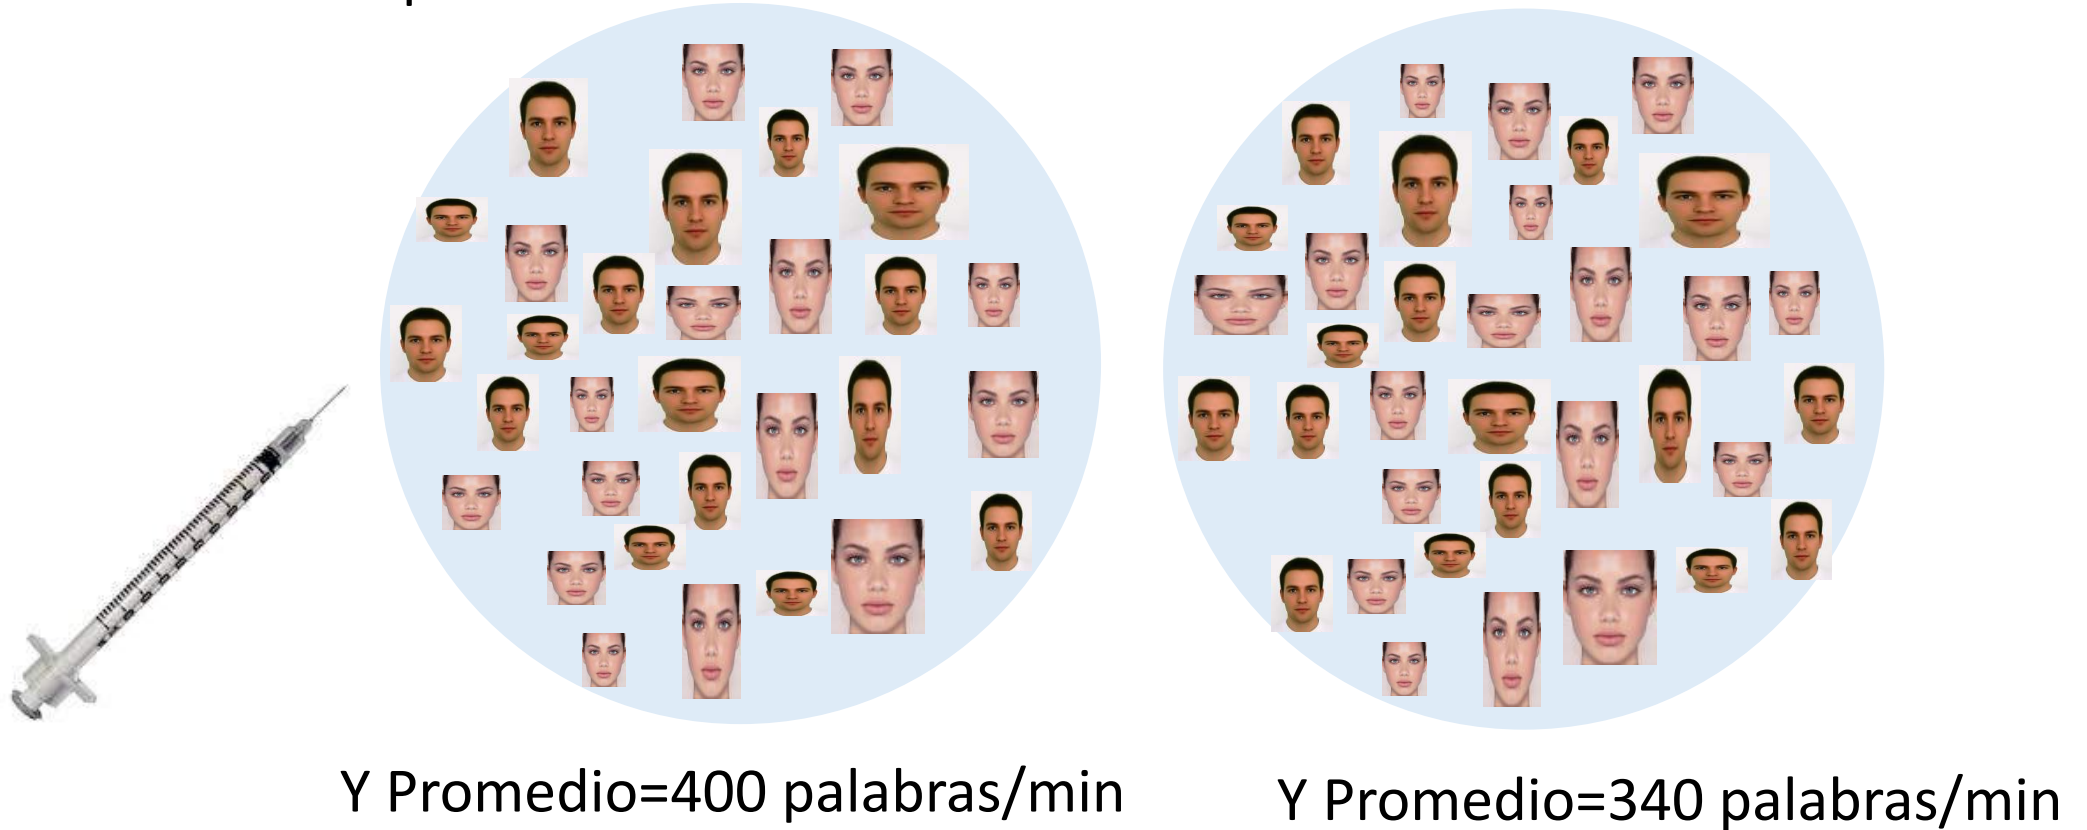 Y Promedio=400 palabras/min
Y Promedio=340 palabras/min